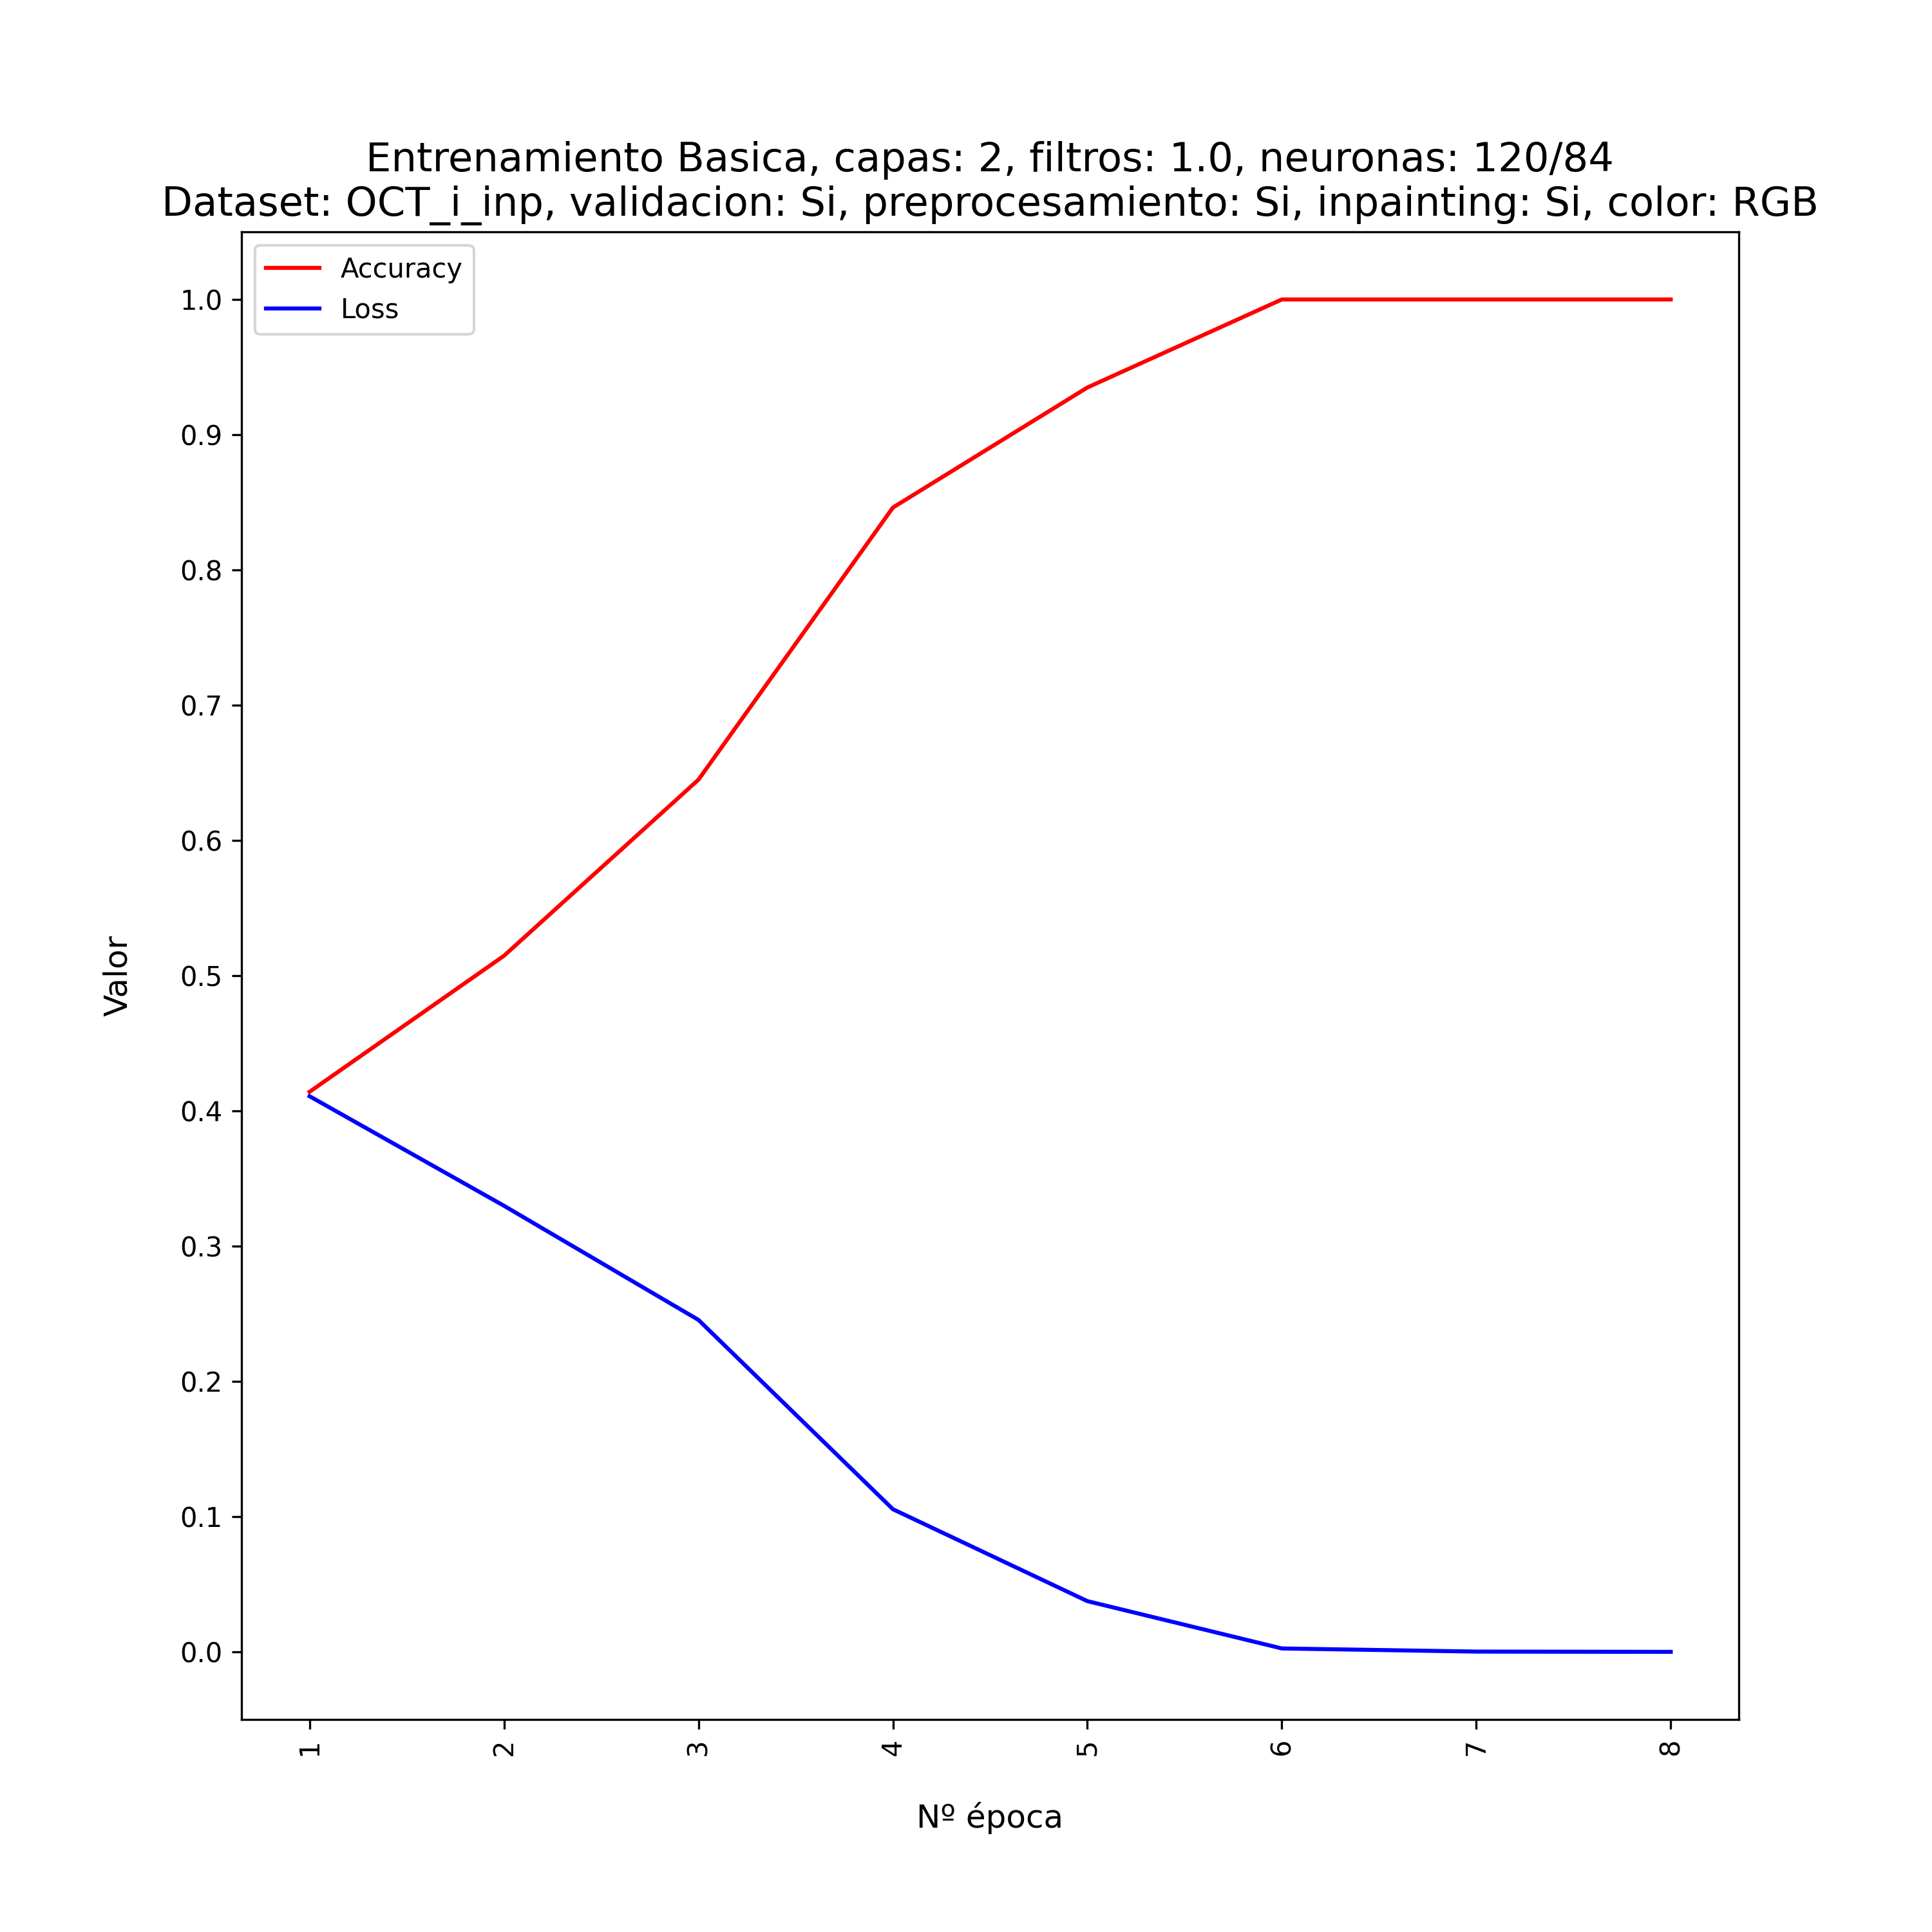 Entrenamiento Basica, capas: 2, filtros: 1.0, neuronas: 120/84
Dataset: OCT_i_inp, validacion: Si, preprocesamiento: Si, inpainting: Si, color: RGB
Accuracy
Loss
1.0
0.9
0.8
0.7
0.6
0.5
0.4
0.3
0.2
0.1
0.0
Valor
1 2 3 4 5 6 7 8
Nº época